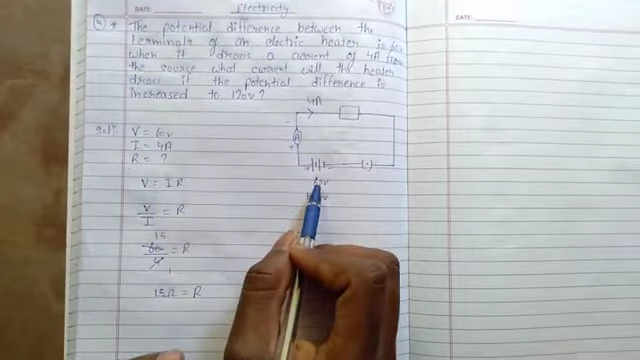 DATE:
Electricity
DATE:
4 * The potential difference between the
terminals of an electric heater is 60v
when it draws a current of 4A from
the source what current will the heater
draw if the potential difference is
increased to 120v?
4A
Solⁿ
V = 60v
I = 4A
R = ?
A
- +
+ -
(·)
60v
V = IR
V/I = R
15
60/4 = R
1
15Ω = R